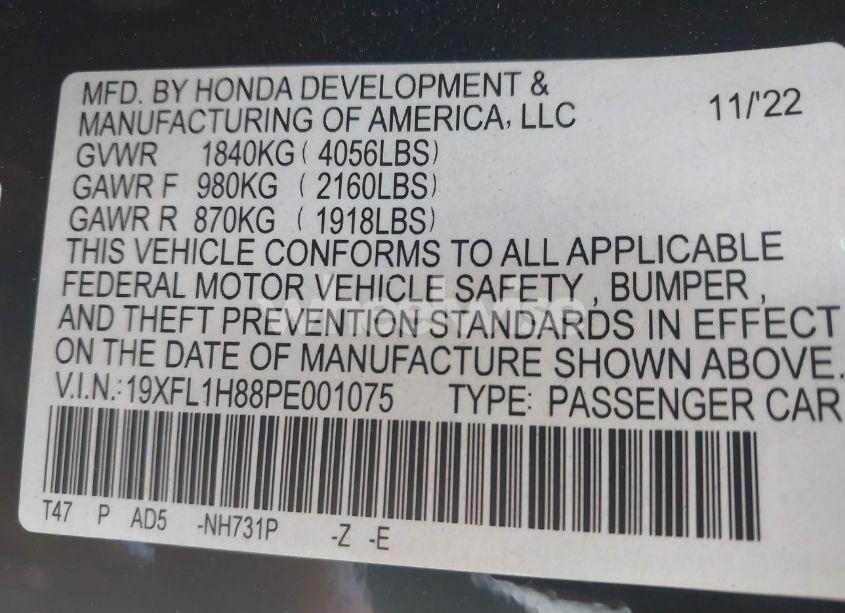 MFD. BY HONDA DEVELOPMENT &
MANUFACTURING OF AMERICA, LLC 11/'22
GVWR 1840KG ( 4056LBS)
GAWR F 980KG ( 2160LBS)
GAWR R 870KG ( 1918LBS)
THIS VEHICLE CONFORMS TO ALL APPLICABLE
FEDERAL MOTOR VEHICLE SAFETY , BUMPER ,
AND THEFT PREVENTION STANDARDS IN EFFECT
ON THE DATE OF MANUFACTURE SHOWN ABOVE.
V.I.N.: 19XFL1H88PE001075 TYPE: PASSENGER CAR
T47 P AD5 -NH731P -Z -E